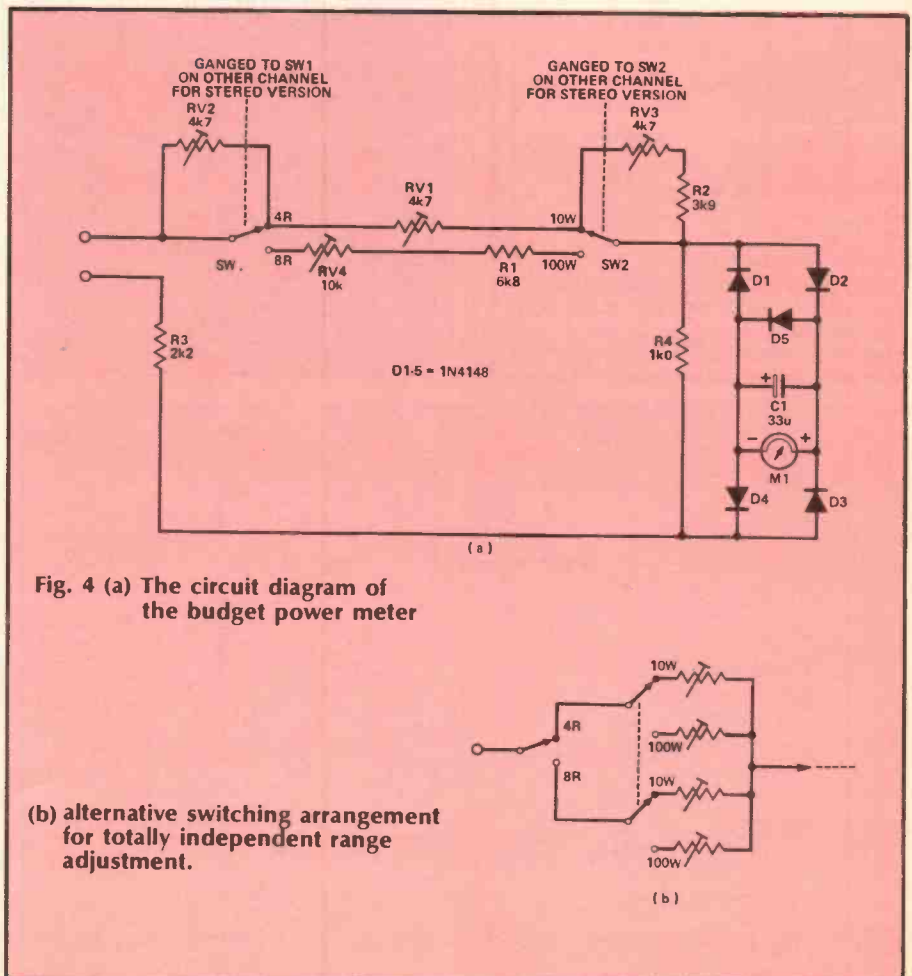 GANGED TO SW1
ON OTHER CHANNEL
FOR STEREO VERSION
GANGED TO SW2
ON OTHER CHANNEL
FOR STEREO VERSION
RV2
4k7
RV3
4k7
RV1
4k7
R2
3k9
4R
10W
SW.
8R
RV4
10k
R1
6k8
100W
SW2
D1
D2
D5
R3
2k2
R4
1k0
D1-5 = 1N4148
+
C1
33u
- +
M1
D4
D3
(a)
Fig. 4 (a) The circuit diagram of
the budget power meter
10W
4R
100W
8R
10W
100W
(b) alternative switching arrangement
for totally independent range
adjustment.
(b)